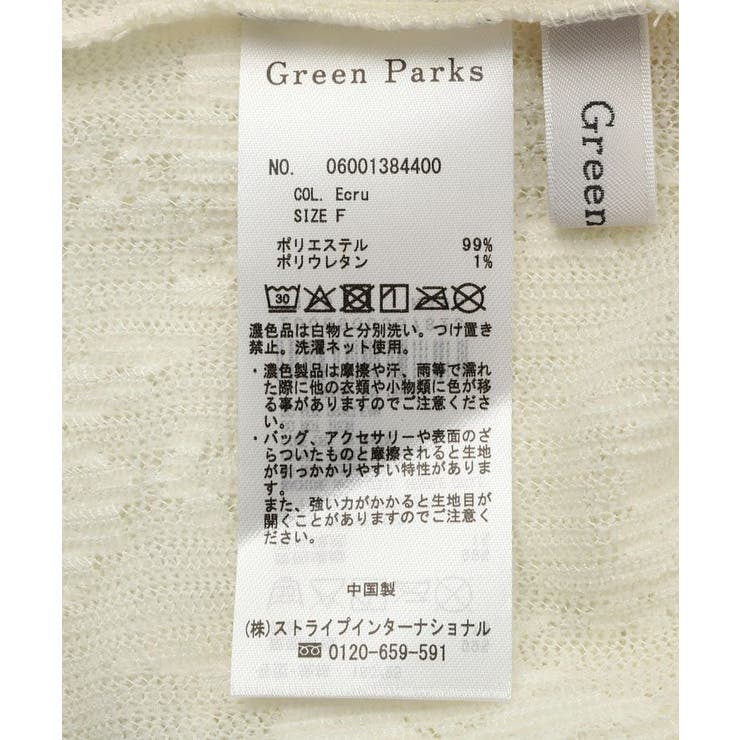 Green Parks
Green
NO. 06001384400
COL. Ecru
SIZE F
ポリエステル 99%
ポリウレタン 1%
30
濃色品は白物と分別洗い。つけ置き
禁止。洗濯ネット使用。
・濃色製品は摩擦や汗、雨等で濡れ
た際に他の衣類や小物類に色が移
る事がありますのでご注意くださ
い。
・バッグ、アクセサリーや表面のざ
らついたものと摩擦されると生地
が引っかかりやすい特性がありま
す。
また、強い力がかかると生地目が
開くことがありますのでご注意く
ださい。
中国製
(株)ストライプインターナショナル
0120-659-591